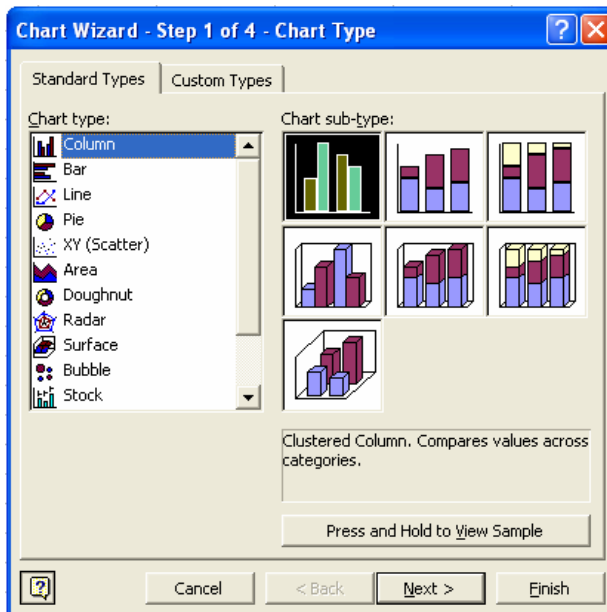 Chart Wizard - Step 1 of 4 - Chart Type
Standard Types
Custom Types
Chart type:
Column
Bar
Line
Pie
XY (Scatter)
Area
Doughnut
Radar
Surface
Bubble
Stock
Chart sub-type:
Clustered Column. Compares values across
categories.
Press and Hold to View Sample
Cancel
< Back
Next >
Finish